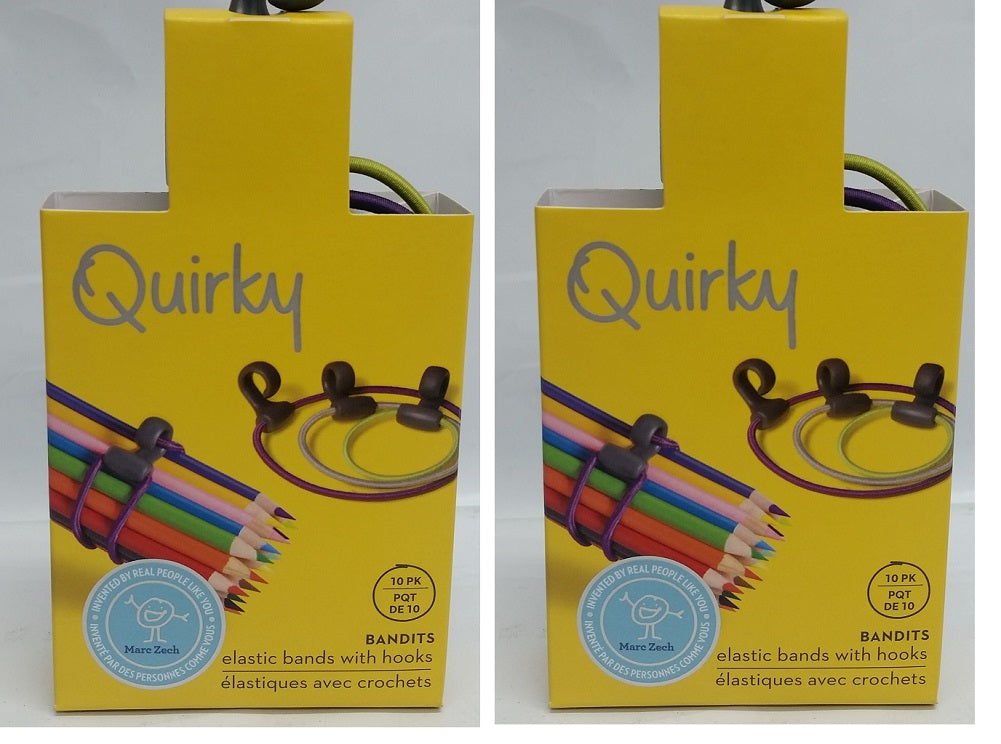 Quirky
INVENTED BY REAL PEOPLE LIKE YOU
INVENTÉ PAR DES PERSONNES COMME VOUS
Marc Zech
10 PK
PQT
DE 10
BANDITS
elastic bands with hooks
élastiques avec crochets
Quirky
INVENTED BY REAL PEOPLE LIKE YOU
INVENTÉ PAR DES PERSONNES COMME VOUS
Marc Zech
10 PK
PQT
DE 10
BANDITS
elastic bands with hooks
élastiques avec crochets